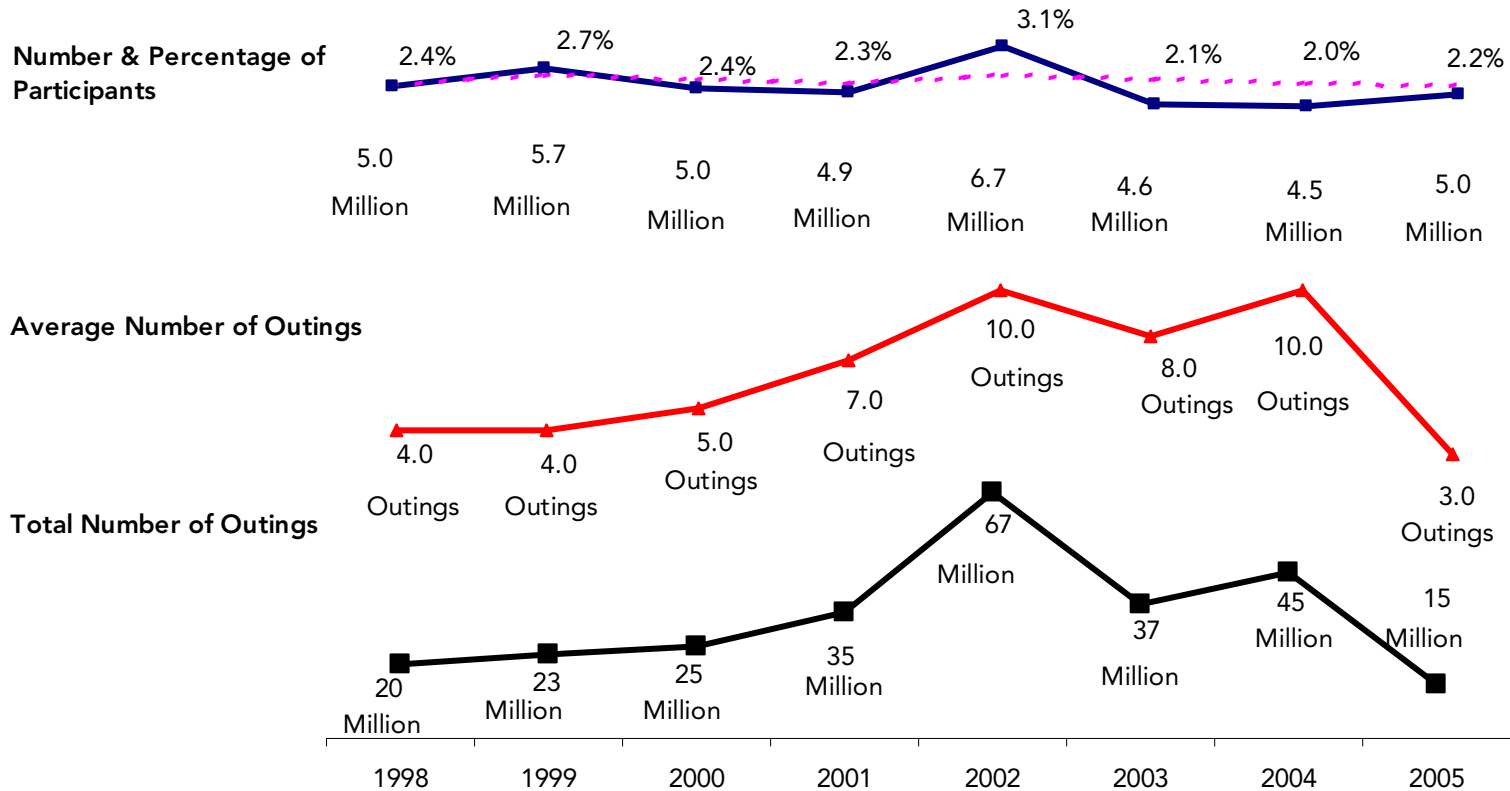 Number & Percentage of
Participants
2.4%
2.7%
2.4%
2.3%
3.1%
2.1%
2.0%
2.2%
5.0
Million
5.7
Million
5.0
Million
4.9
Million
6.7
Million
4.6
Million
4.5
Million
5.0
Million
Average Number of Outings
4.0
Outings
4.0
Outings
5.0
Outings
7.0
Outings
10.0
Outings
8.0
Outings
10.0
Outings
3.0
Outings
Total Number of Outings
20
Million
23
Million
25
Million
35
Million
67
Million
37
Million
45
Million
15
Million
1998 1999 2000 2001 2002 2003 2004 2005